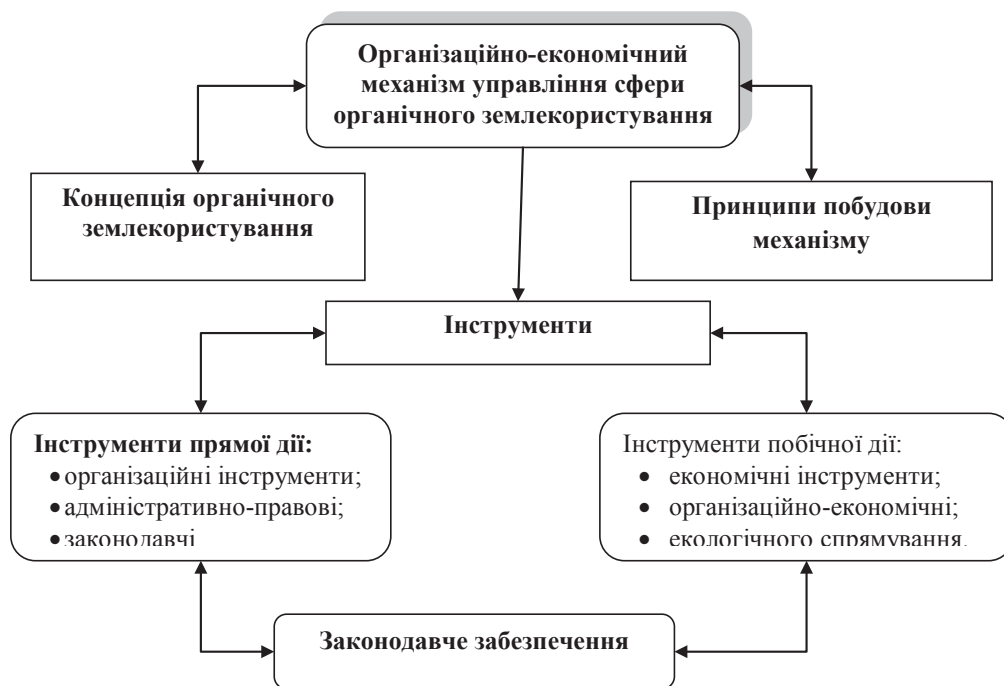 Організаційно-економічний
механізм управління сфери
органічного землекористування
Концепція органічного
землекористування
Принципи побудови
механізму
Інструменти
Інструменти прямої дії:
• організаційні інструменти;
• адміністративно-правові;
• законодавчі
Інструменти побічної дії:
• економічні інструменти;
• організаційно-економічні;
• екологічного спрямування.
Законодавче забезпечення